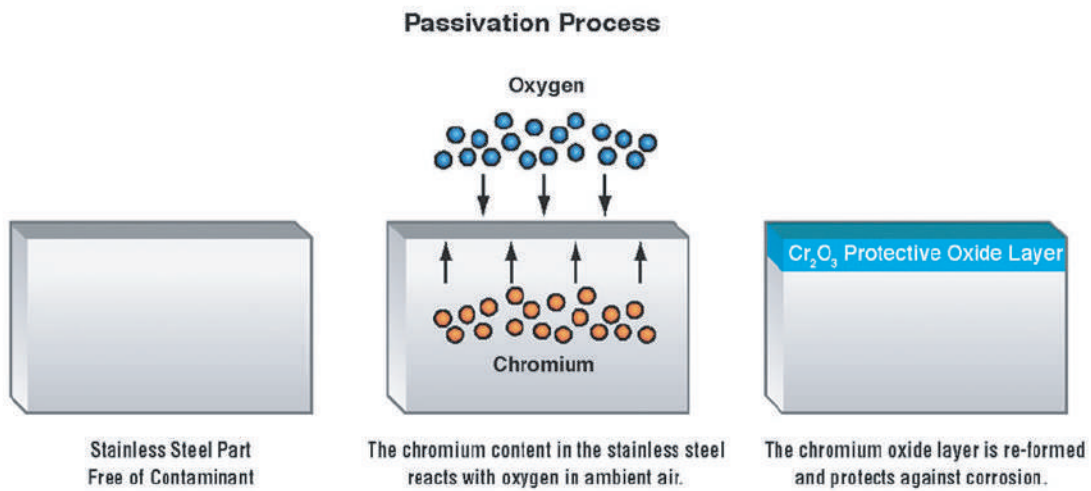 Passivation Process
Oxygen
Chromium
Cr₂O₃ Protective Oxide Layer
Stainless Steel Part
Free of Contaminant
The chromium content in the stainless steel
reacts with oxygen in ambient air.
The chromium oxide layer is re-formed
and protects against corrosion.